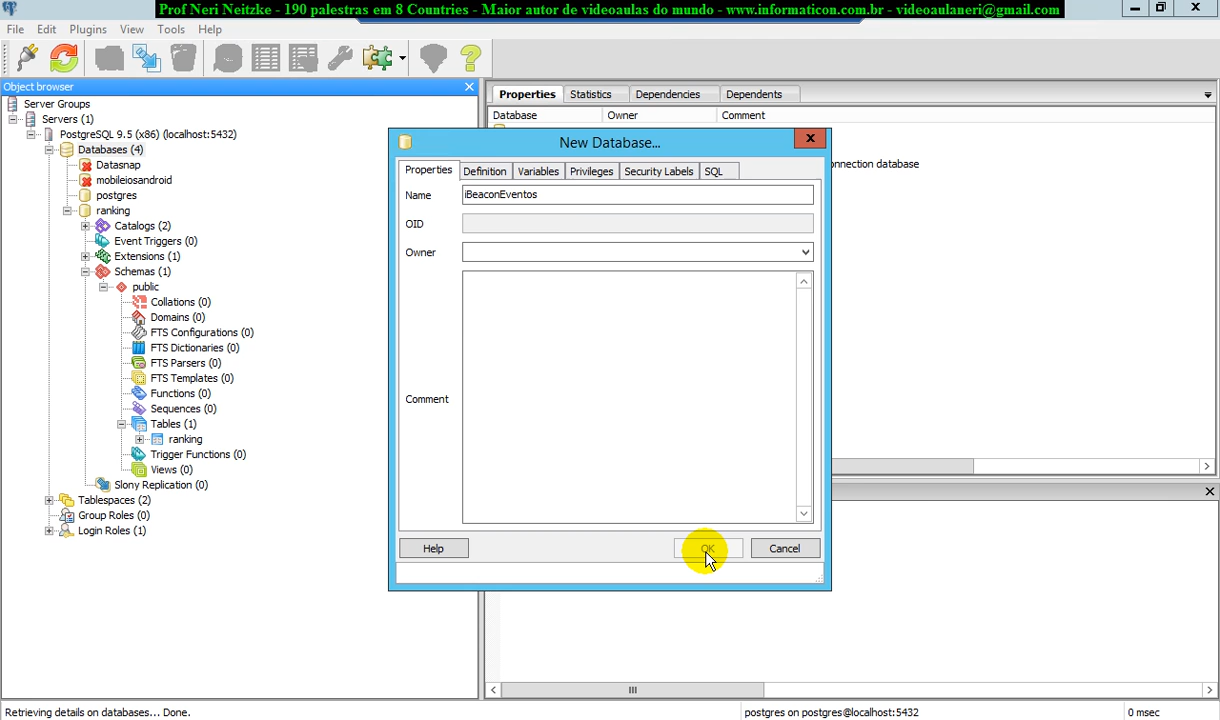 Prof Neri Neitzke - 190 palestras em 8 Countries - Maior autor de videoaulas do mundo - www.informaticon.com.br - videoaulaneri@gmail.com
File Edit Plugins View Tools Help
Object browser
Server Groups
Servers (1)
PostgreSQL 9.5 (x86) (localhost:5432)
Databases (4)
Datasnap
mobileiosandroid
postgres
ranking
Catalogs (2)
Event Triggers (0)
Extensions (1)
Schemas (1)
public
Collations (0)
Domains (0)
FTS Configurations (0)
FTS Dictionaries (0)
FTS Parsers (0)
FTS Templates (0)
Functions (0)
Sequences (0)
Tables (1)
ranking
Trigger Functions (0)
Views (0)
Slony Replication (0)
Tablespaces (2)
Group Roles (0)
Login Roles (1)
Properties Statistics Dependencies Dependents
Database Owner Comment
onnection database
New Database...
Properties Definition Variables Privileges Security Labels SQL
Name iBeaconEventos
OID
Owner
Comment
Help OK Cancel
Retrieving details on databases... Done. postgres on postgres@localhost:5432 0 msec